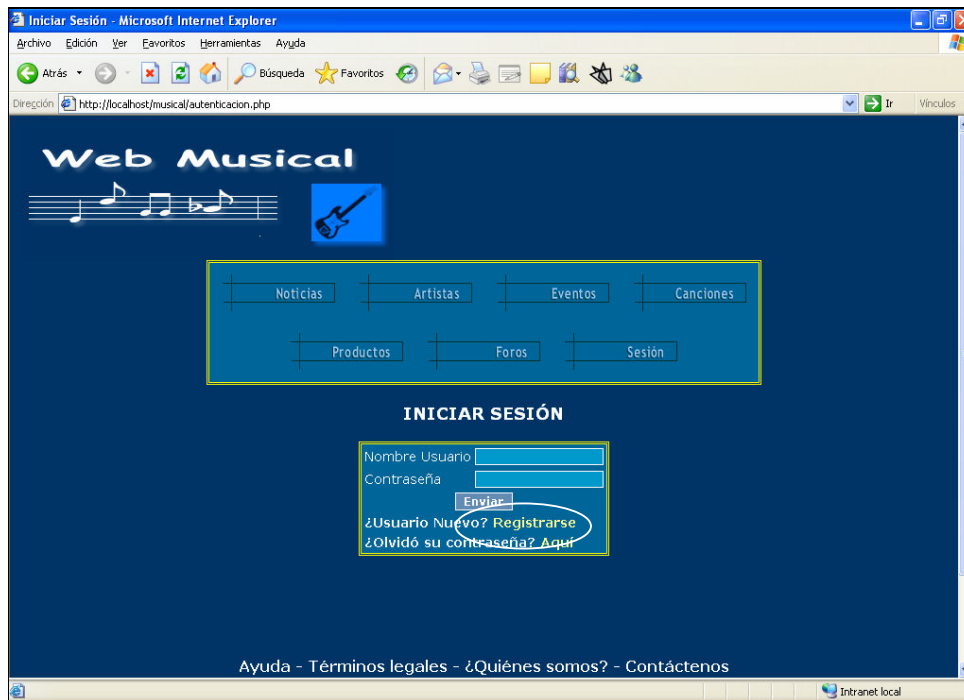 Iniciar Sesión - Microsoft Internet Explorer
Archivo Edición Ver Favoritos Herramientas Ayuda
Atrás Búsqueda Favoritos
Dirección http://localhost/musical/autenticacion.php Ir Vínculos
Web Musical
Noticias Artistas Eventos Canciones
Productos Foros Sesión
INICIAR SESIÓN
Nombre Usuario
Contraseña
Enviar
¿Usuario Nuevo? Registrarse
¿Olvidó su contraseña? Aquí
Ayuda - Términos legales - ¿Quiénes somos? - Contáctenos
Intranet local